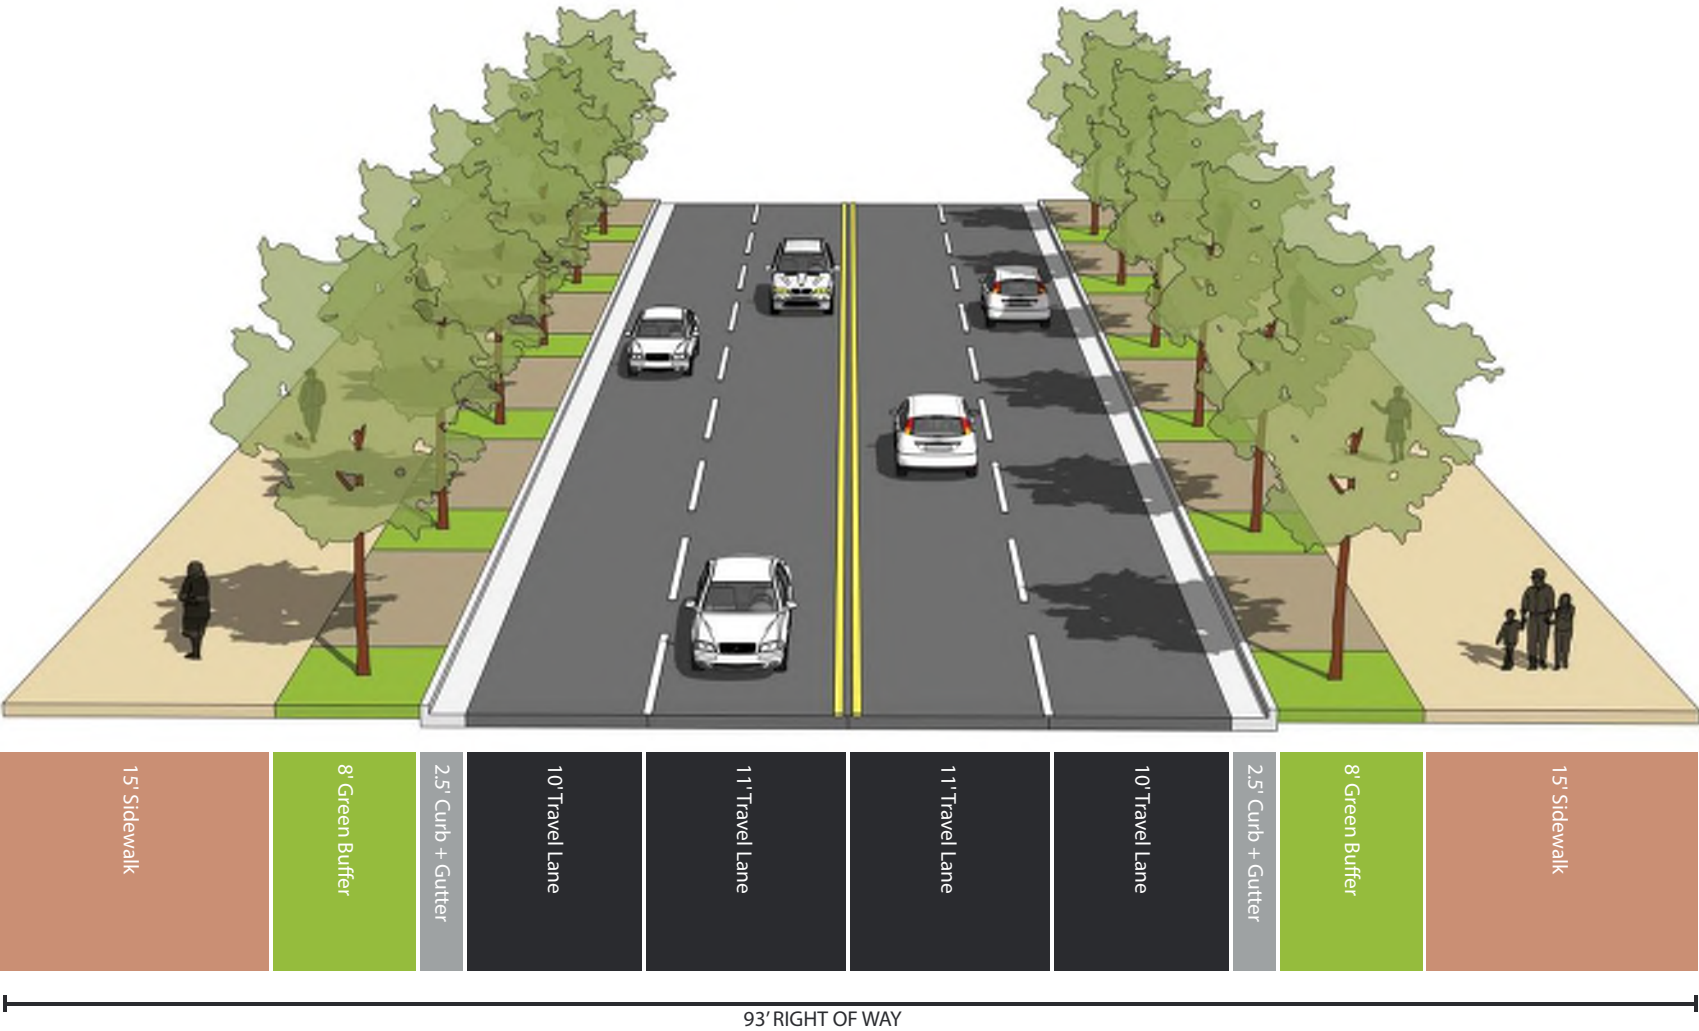 15' Sidewalk
8' Green Buffer
2.5' Curb + Gutter
10' Travel Lane
11' Travel Lane
11' Travel Lane
10' Travel Lane
2.5' Curb + Gutter
8' Green Buffer
15' Sidewalk
93' RIGHT OF WAY